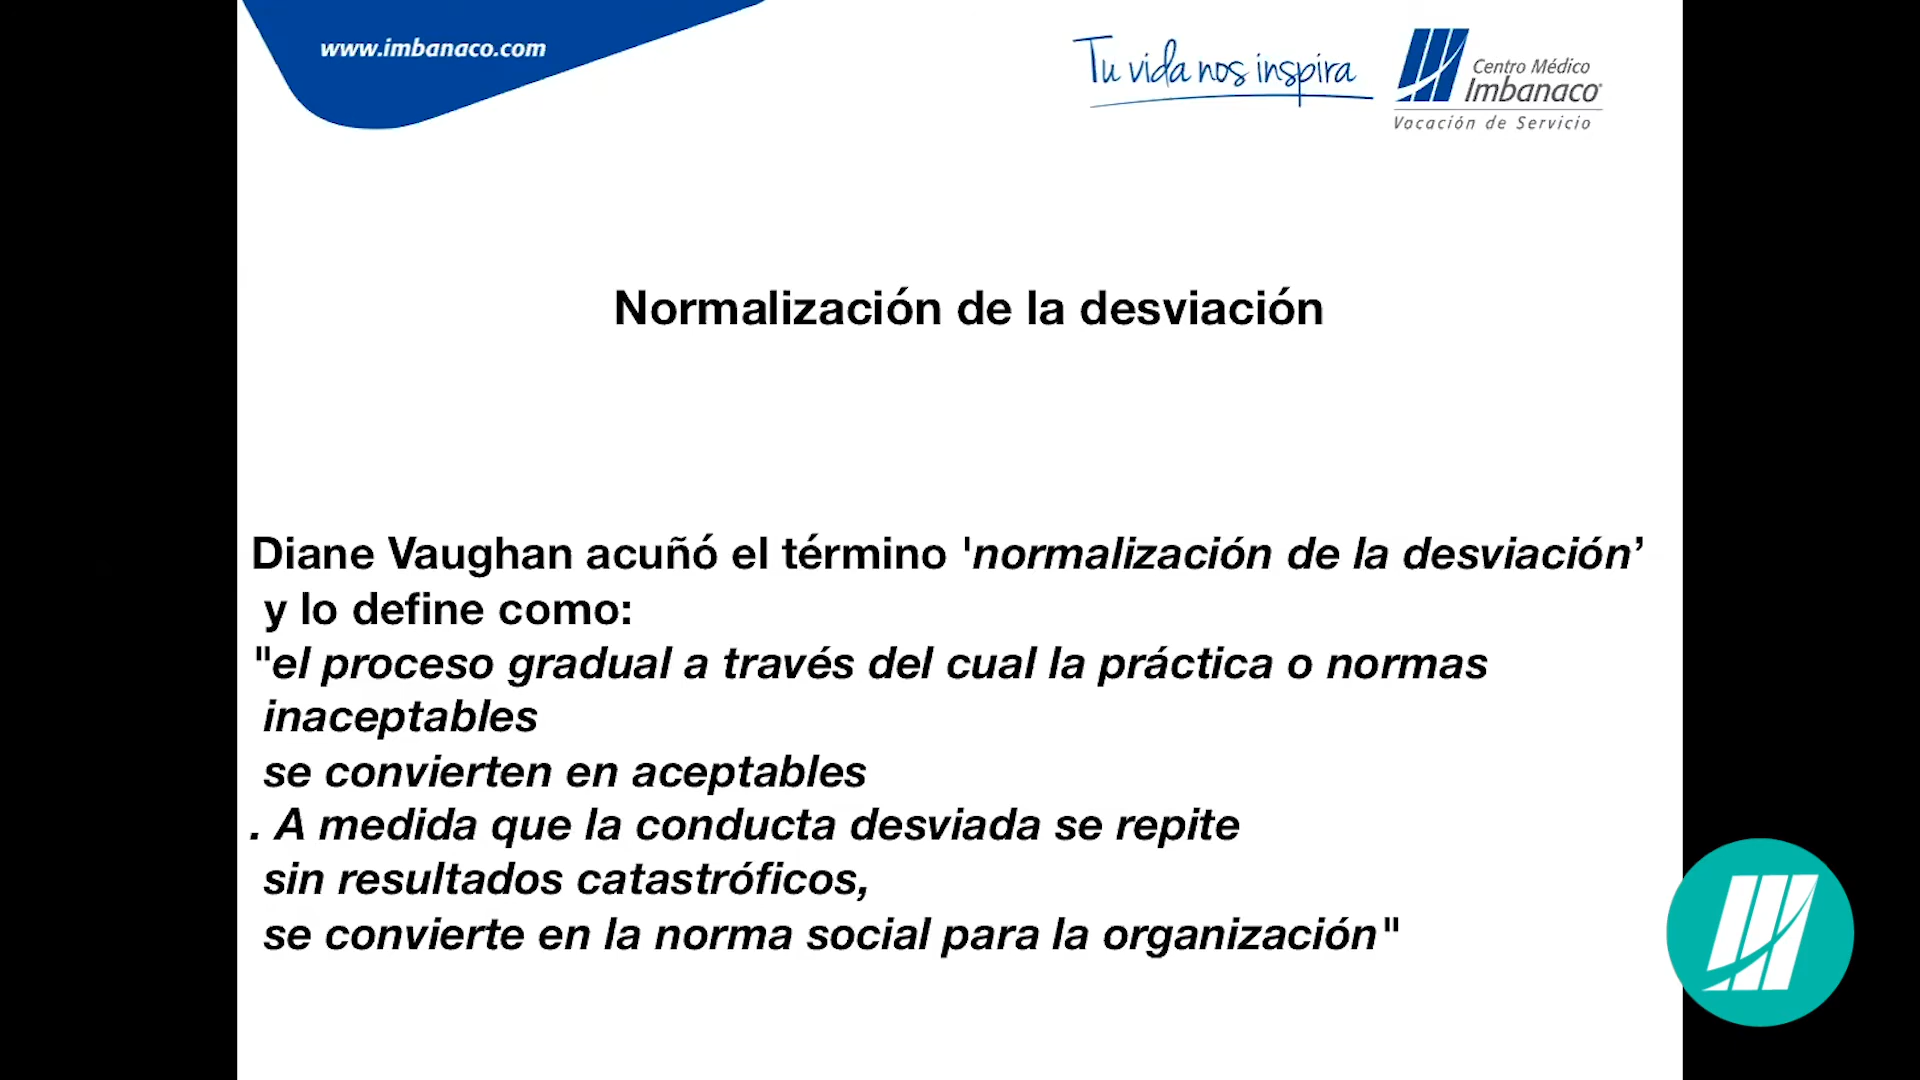 www.imbanaco.com
Tu vida nos inspira
Centro Médico
Imbanaco®
Vocación de Servicio
Normalización de la desviación
Diane Vaughan acuñó el término 'normalización de la desviación’
y lo define como:
"el proceso gradual a través del cual la práctica o normas
inaceptables
se convierten en aceptables
. A medida que la conducta desviada se repite
sin resultados catastróficos,
se convierte en la norma social para la organización"